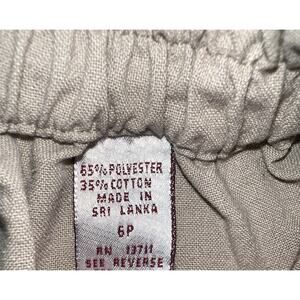 65% POLYESTER
35% COTTON
MADE IN
SRI LANKA
6P
RN 13711
SEE REVERSE